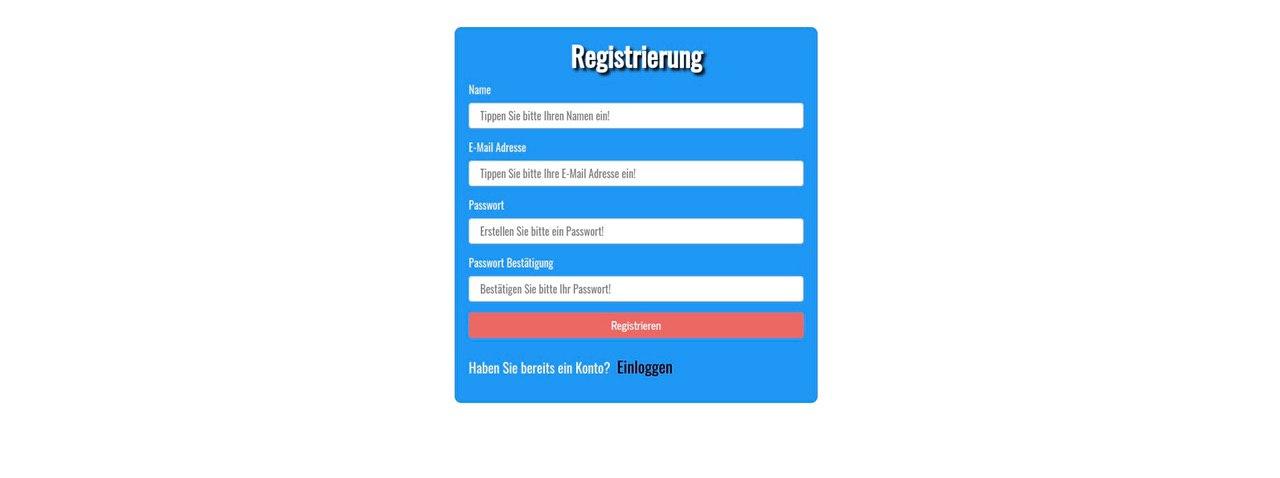 Registrierung
Name
Tippen Sie bitte Ihren Namen ein!
E-Mail Adresse
Tippen Sie bitte Ihre E-Mail Adresse ein!
Passwort
Erstellen Sie bitte ein Passwort!
Passwort Bestätigung
Bestätigen Sie bitte Ihr Passwort!
Registrieren
Haben Sie bereits ein Konto? Einloggen